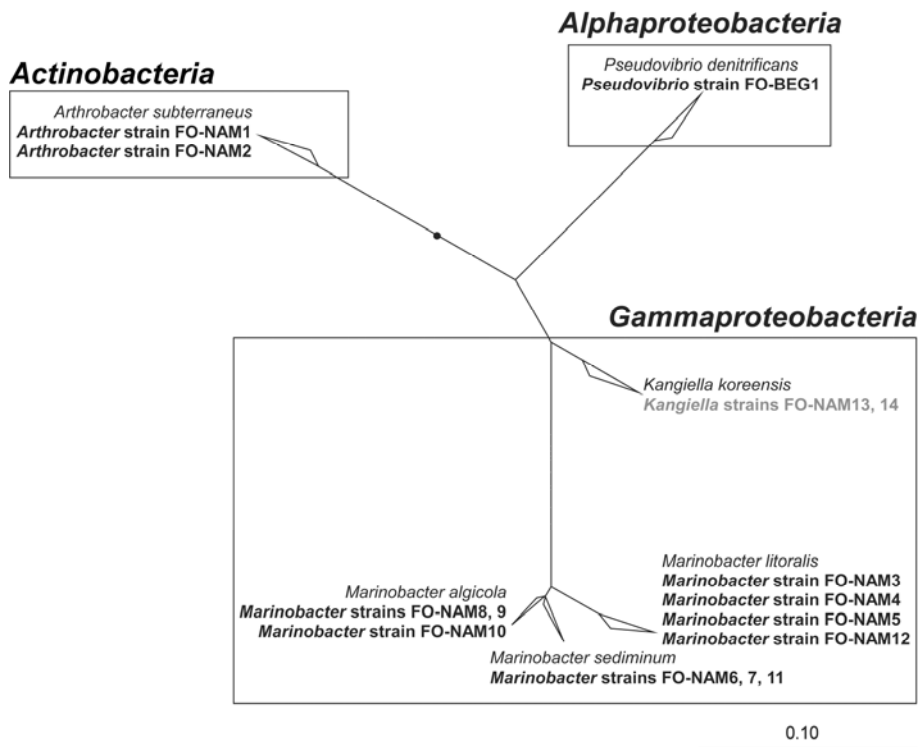 Alphaproteobacteria
Pseudovibrio denitrificans
Pseudovibrio strain FO-BEG1
Actinobacteria
Arthrobacter subterraneus
Arthrobacter strain FO-NAM1
Arthrobacter strain FO-NAM2
Gammaproteobacteria
Kangiella koreensis
Kangiella strains FO-NAM13, 14
Marinobacter litoralis
Marinobacter strain FO-NAM3
Marinobacter strain FO-NAM4
Marinobacter strain FO-NAM5
Marinobacter strain FO-NAM12
Marinobacter algicola
Marinobacter strains FO-NAM8, 9
Marinobacter strain FO-NAM10
Marinobacter sediminum
Marinobacter strains FO-NAM6, 7, 11
0.10